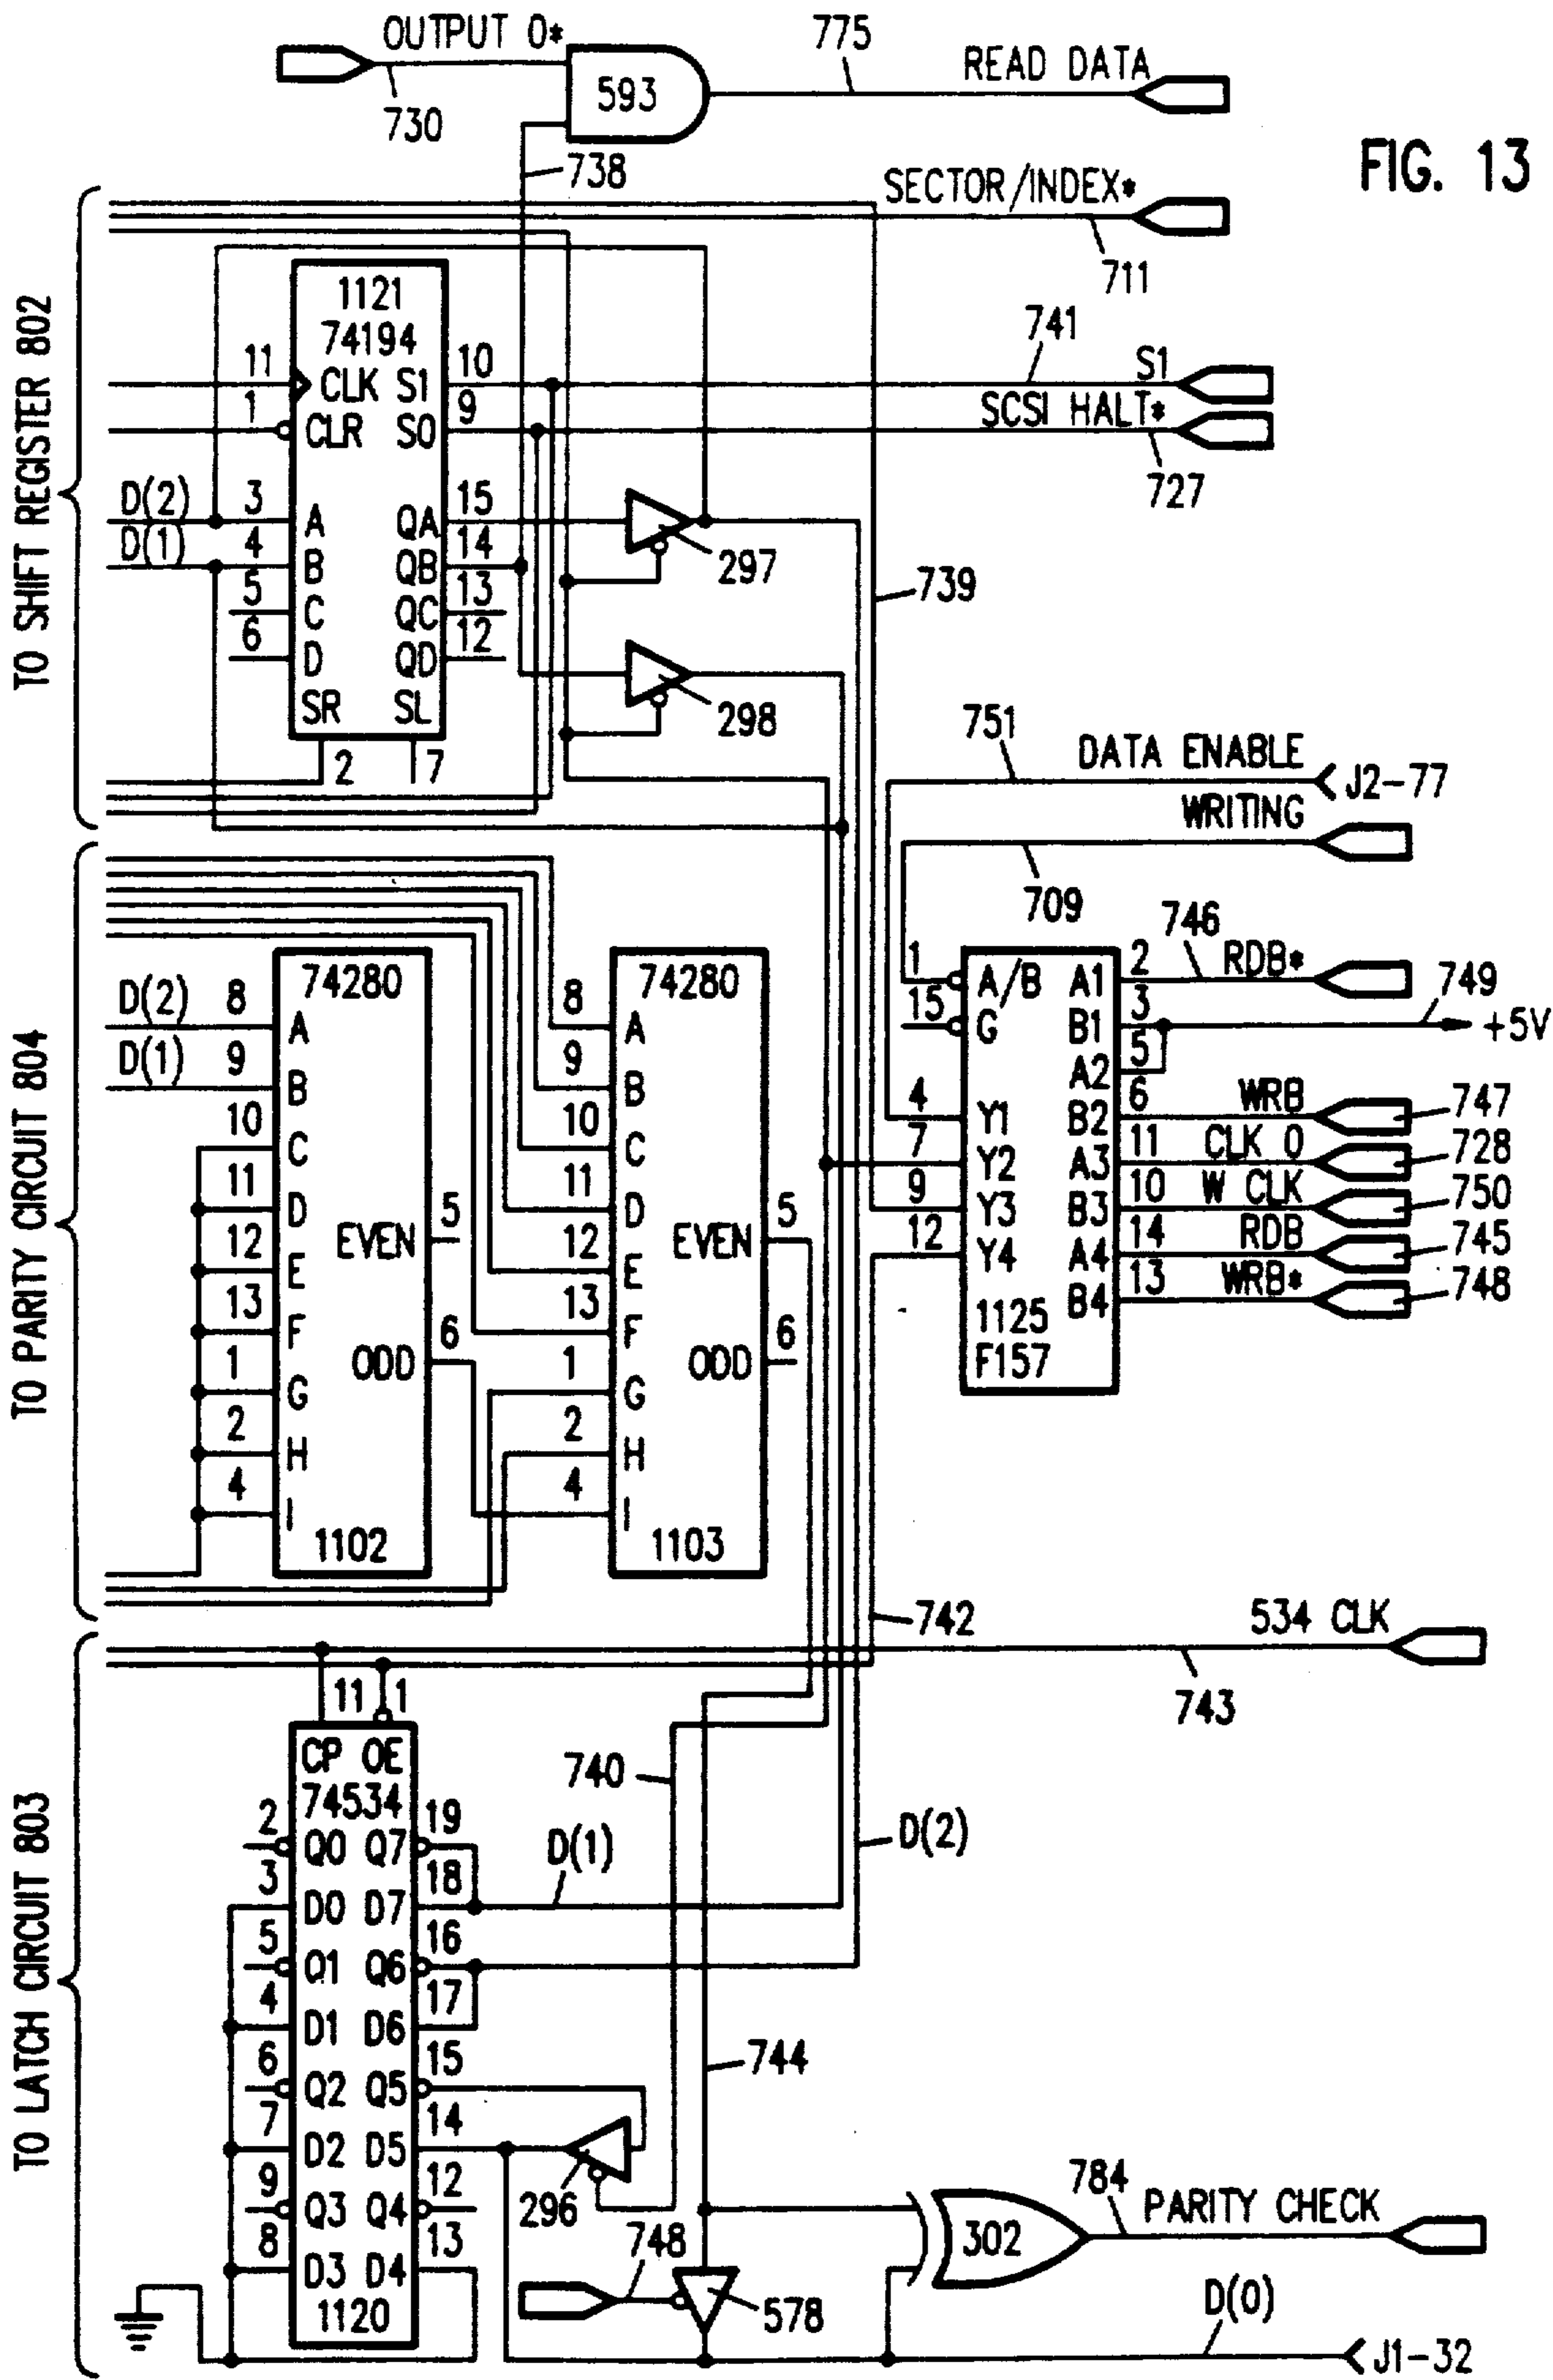 OUTPUT 0*
775
READ DATA
593
730
FIG. 13
738
SECTOR/INDEX*
711
TO SHIFT REGISTER 802
1121
74194
741
11
CLK
S1
10
S1
1
CLR
S0
9
SCSI HALT*
727
D(2)
3
A
QA
15
297
D(1)
4
B
QB
14
5
C
QC
13
739
6
D
QD
12
SR
SL
298
2
7
751
DATA ENABLE
J2-77
WRITING
709
TO PARITY CIRCUIT 804
74280
D(2)
8
A
D(1)
9
B
10
C
11
D
12
E
13
F
1
G
2
H
4
I
EVEN
5
ODD
6
1102
74280
8
A
9
B
10
C
11
D
12
E
13
F
1
G
2
H
4
I
EVEN
5
ODD
6
1103
1
A/B
15
G
4
Y1
7
Y2
9
Y3
12
Y4
A1
2
746
RDB*
B1
3
749
+5V
A2
5
B2
6
WRB
747
A3
11
CLK 0
728
B3
10
W CLK
750
A4
14
RDB
745
B4
13
WRB*
748
1125
F157
742
534 CLK
743
TO LATCH CIRCUIT 803
11
1
CP
OE
74534
2
Q0
Q7
19
3
D0
D7
18
5
Q1
Q6
16
4
D1
D6
17
6
Q2
Q5
15
7
D2
D5
14
9
Q3
Q4
12
8
D3
D4
13
1120
740
D(1)
D(2)
744
296
748
578
302
784
PARITY CHECK
D(0)
J1-32